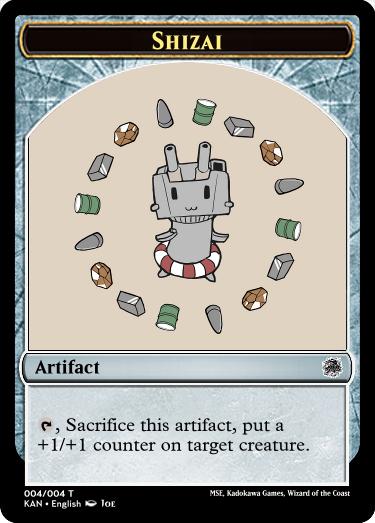 Shizai
Artifact
, Sacrifice this artifact, put a
+1/+1 counter on target creature.
004/004 T
KAN • English
MSE, Kadokawa Games, Wizard of the Coast